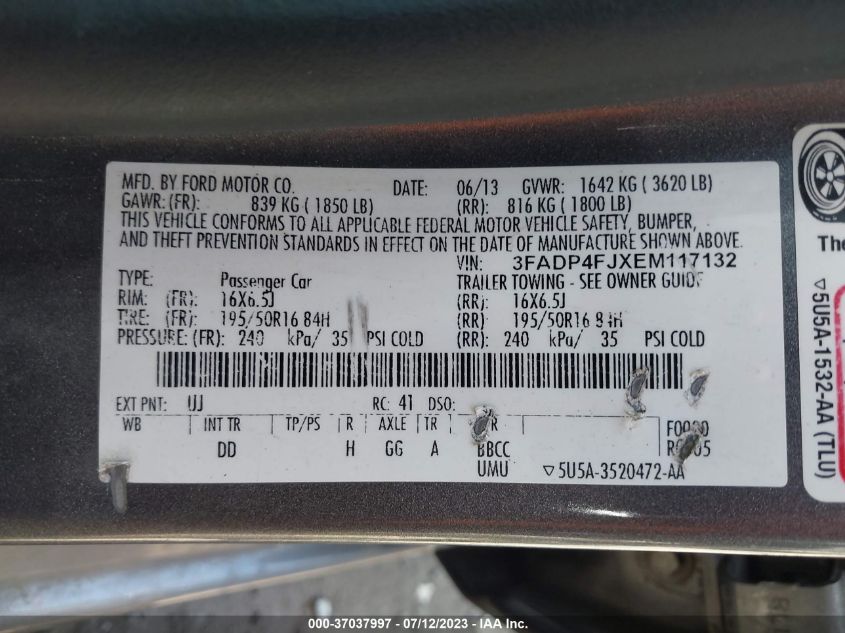 MFD. BY FORD MOTOR CO. DATE: 06/13 GVWR: 1642 KG ( 3620 LB)
GAWR: (FR): 839 KG ( 1850 LB) (RR): 816 KG ( 1800 LB)
THIS VEHICLE CONFORMS TO ALL APPLICABLE FEDERAL MOTOR VEHICLE SAFETY, BUMPER,
AND THEFT PREVENTION STANDARDS IN EFFECT ON THE DATE OF MANUFACTURE SHOWN ABOVE.
VIN: 3FADP4FJXEM117132
TYPE: Passenger Car TRAILER TOWING - SEE OWNER GUIDE
RIM: (FR): 16X6.5J (RR): 16X6.5J
TIRE: (FR): 195/50R16 84H (RR) 195/50R16 84H
PRESSURE: (FR): 240 kPa/ 35 PSI COLD (RR): 240 kPa/ 35 PSI COLD
EXT PNT: UJ RC: 41 DSO:
WB INT TR TP/PS R AXLE TR
DD H GG A BBCC
UMU ▽5U5A-3520472-AA
The
▽5U5A-1532-AA (TLU)
000-37037997 - 07/12/2023 - IAA Inc.